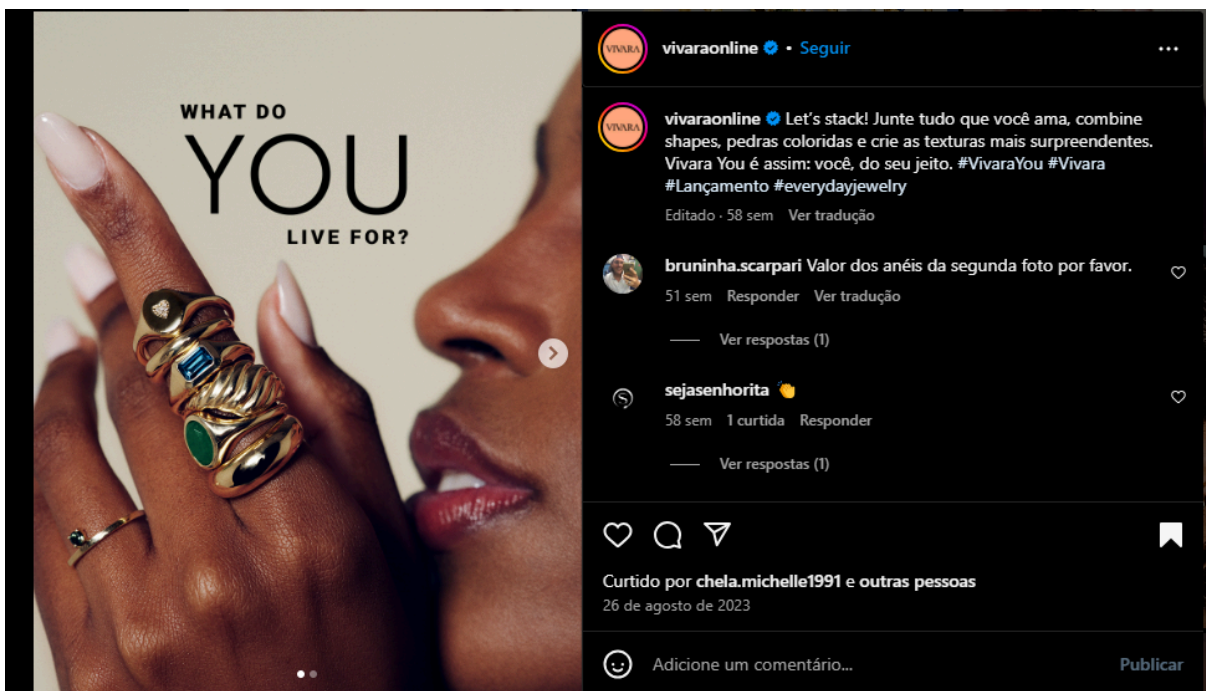 WHAT DO
YOU
LIVE FOR?
VIVARA
vivaraonline • Seguir
VIVARA
vivaraonline Let's stack! Junte tudo que você ama, combine
shapes, pedras coloridas e crie as texturas mais surpreendentes.
Vivara You é assim: você, do seu jeito. #VivaraYou #Vivara
#Lançamento #everydayjewelry
Editado · 58 sem Ver tradução
bruninha.scarpari Valor dos anéis da segunda foto por favor.
51 sem Responder Ver tradução
Ver respostas (1)
sejasenhorita 👏
58 sem 1 curtida Responder
Ver respostas (1)
Curtido por chela.michelle1991 e outras pessoas
26 de agosto de 2023
Adicione um comentário... Publicar